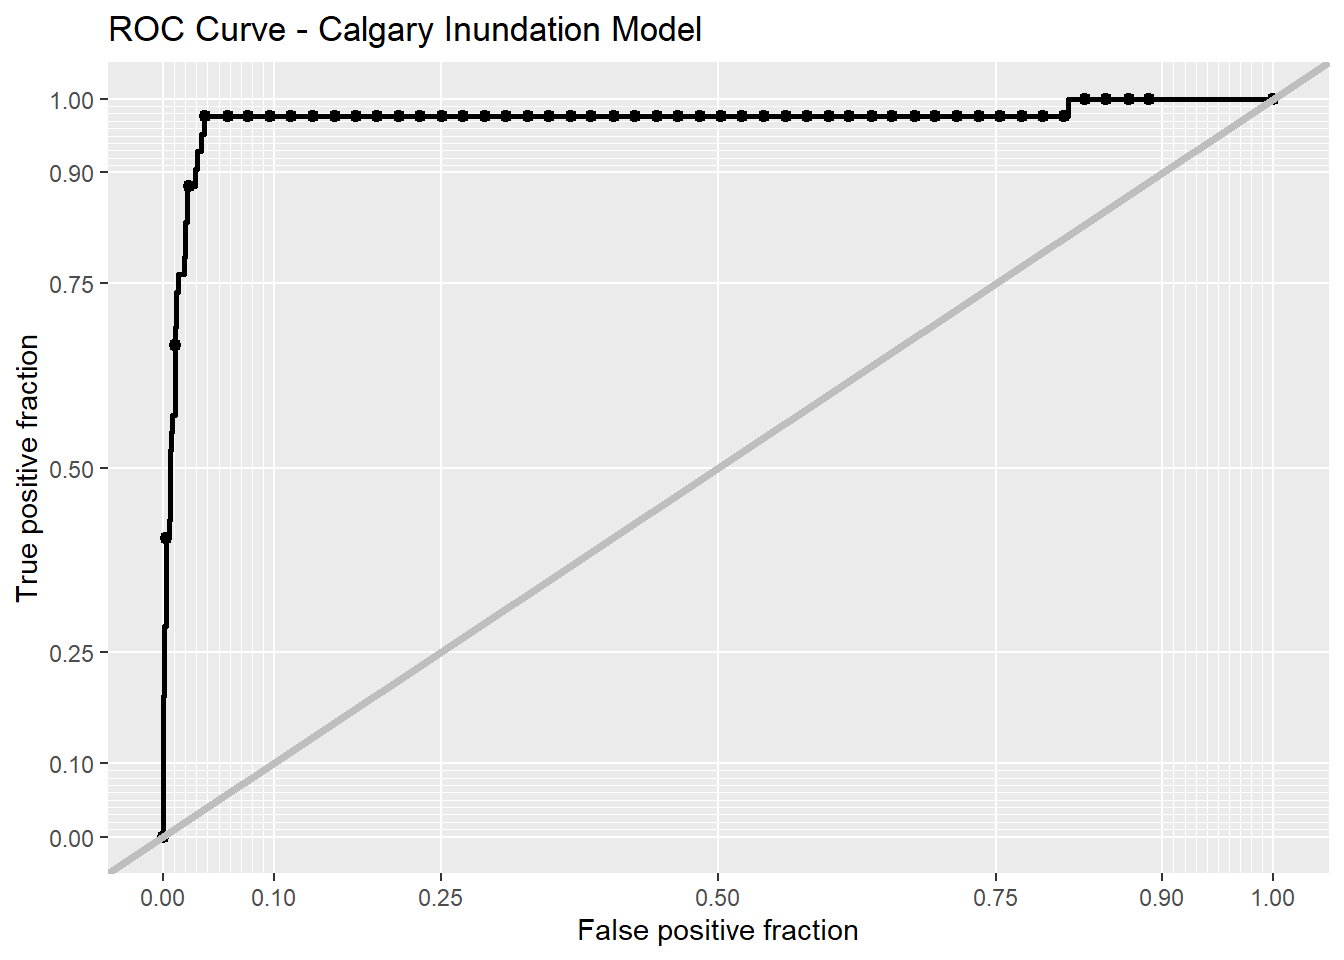 ROC Curve - Calgary Inundation Model
1.00
0.90
0.75
0.50
0.25
0.10
0.00
True positive fraction
0.00 0.10 0.25 0.50 0.75 0.90 1.00
False positive fraction